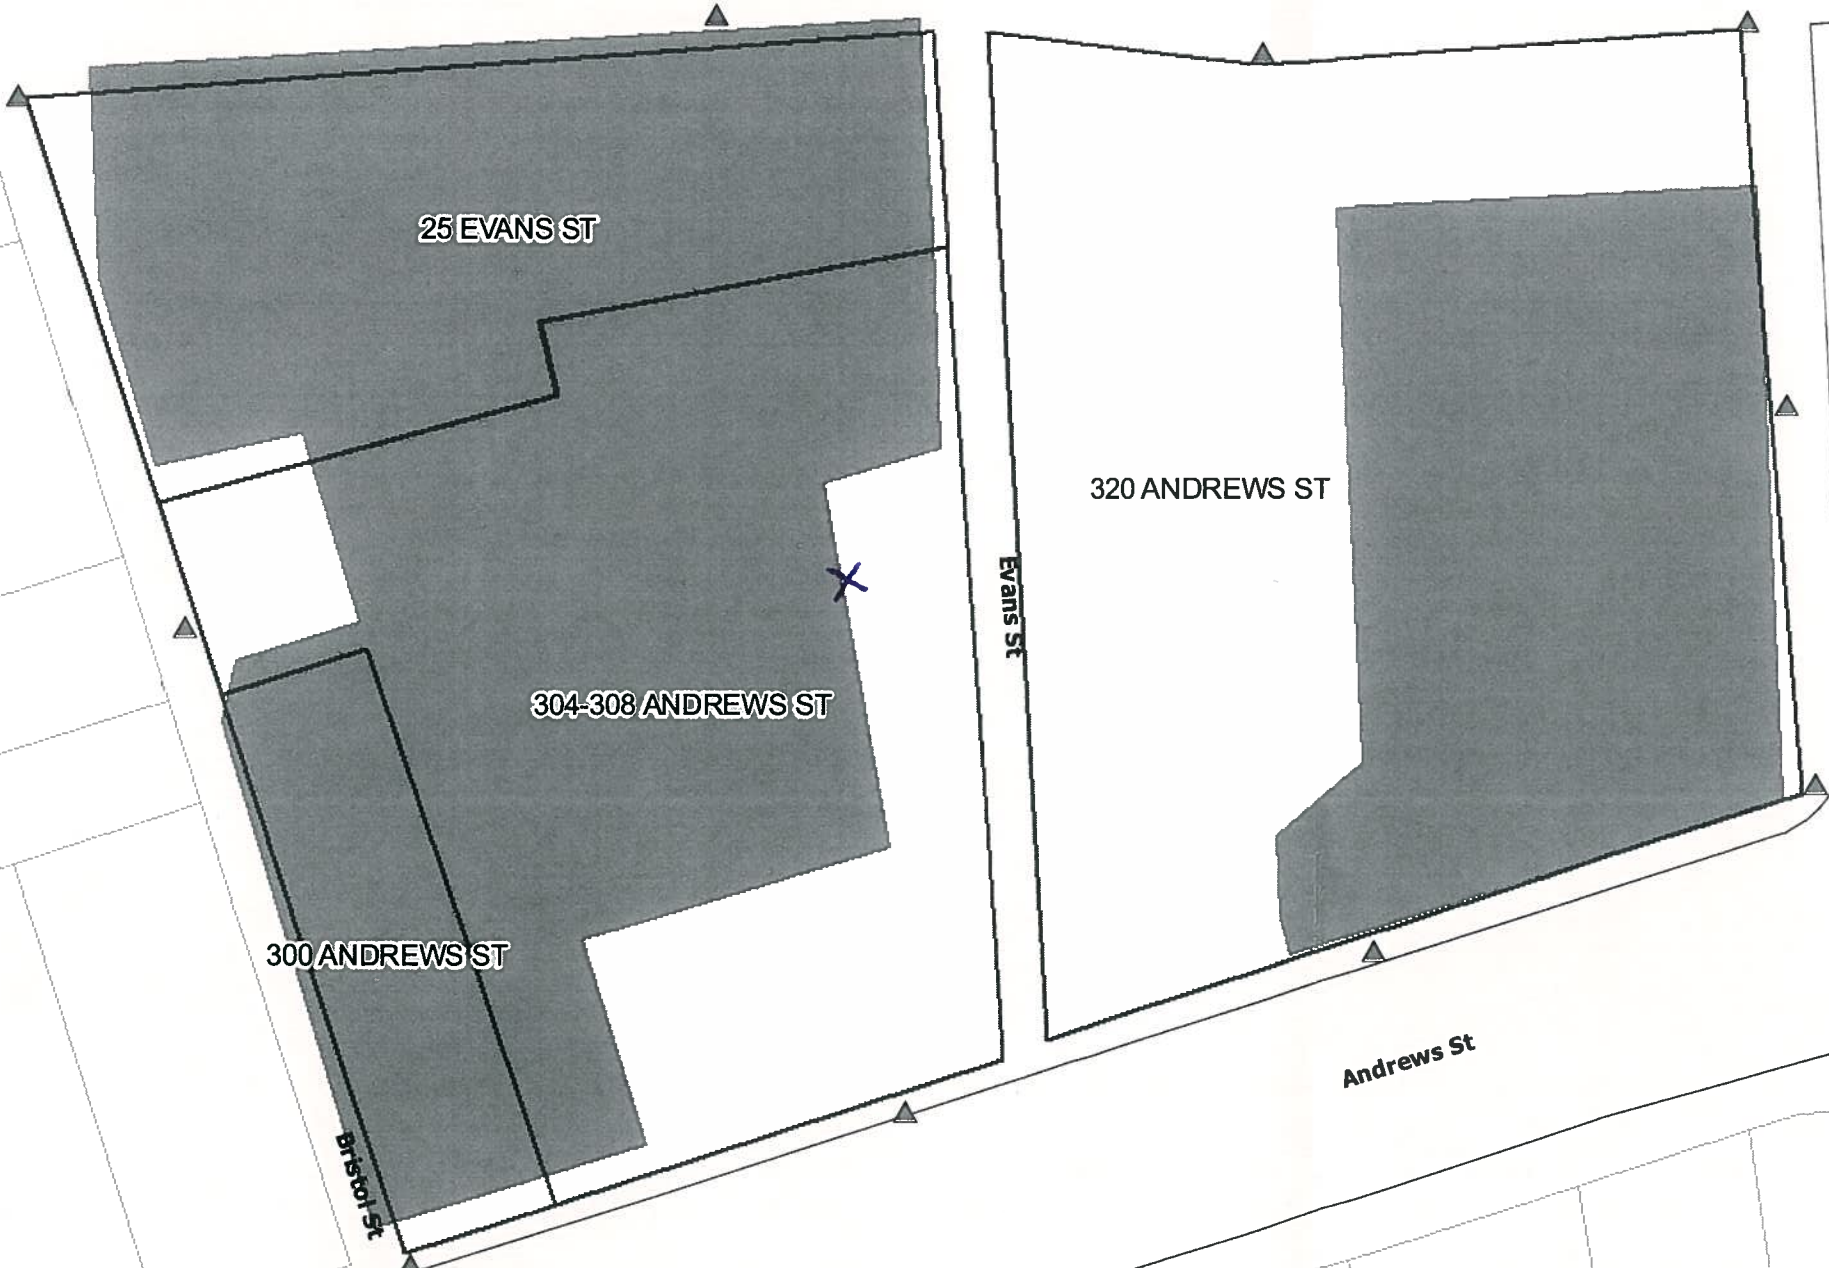 25 EVANS ST
320 ANDREWS ST
Evans St
304-308 ANDREWS ST
300 ANDREWS ST
Andrews St
Bristol St